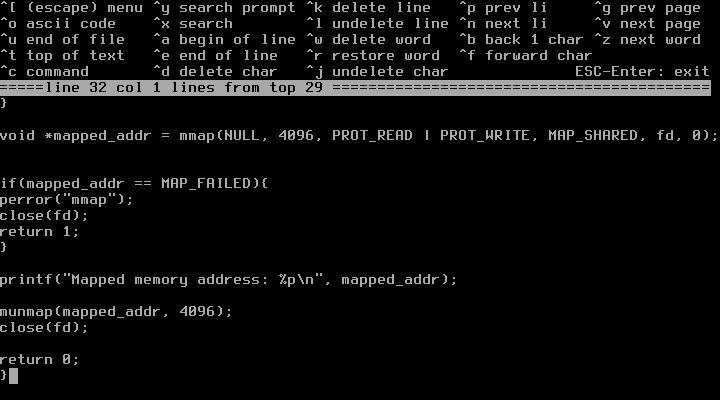 ^[ (escape) menu ^y search prompt ^k delete line ^p prev li ^g prev page
^o ascii code ^x search ^l undelete line ^n next li ^v next page
^u end of file ^a begin of line ^w delete word ^b back 1 char ^z next word
^t top of text ^e end of line ^r restore word ^f forward char
^c command ^d delete char ^j undelete char ESC-Enter: exit
=====line 32 col 1 lines from top 29 ============================================
}
void *mapped_addr = mmap(NULL, 4096, PROT_READ | PROT_WRITE, MAP_SHARED, fd, 0);
if(mapped_addr == MAP_FAILED){
perror("mmap");
close(fd);
return 1;
}
printf("Mapped memory address: %p\n", mapped_addr);
munmap(mapped_addr, 4096);
close(fd);
return 0;
}